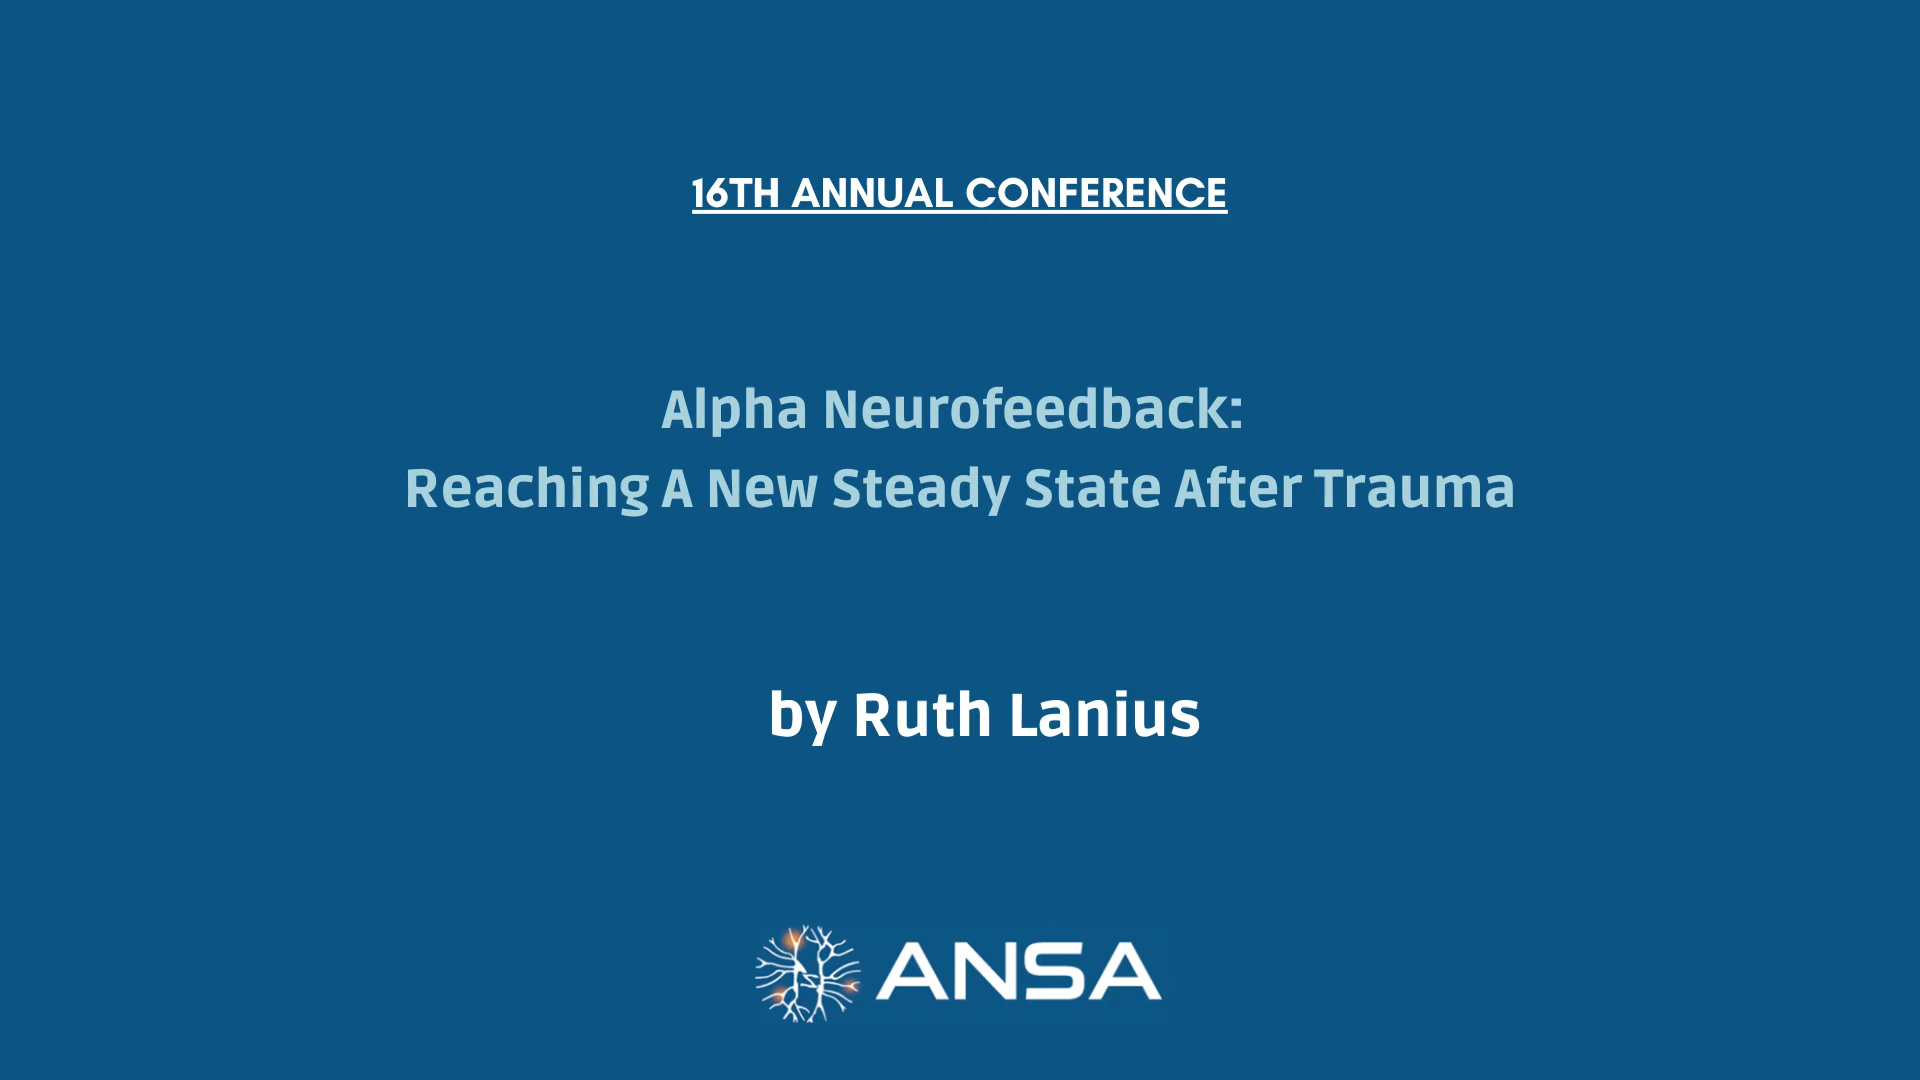 16TH ANNUAL CONFERENCE
Alpha Neurofeedback:
Reaching A New Steady State After Trauma
by Ruth Lanius
ANSA